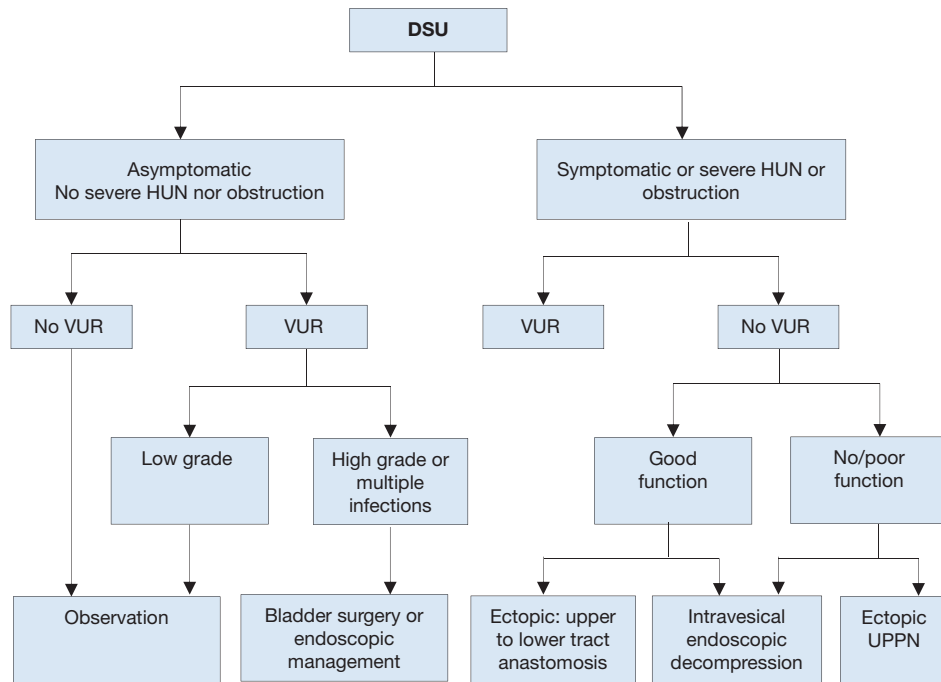 DSU
Asymptomatic
No severe HUN nor obstruction
Symptomatic or severe HUN or
obstruction
No VUR
VUR
VUR
No VUR
Low grade
High grade or
multiple
infections
Good
function
No/poor
function
Observation
Bladder surgery or
endoscopic
management
Ectopic: upper
to lower tract
anastomosis
Intravesical
endoscopic
decompression
Ectopic
UPPN